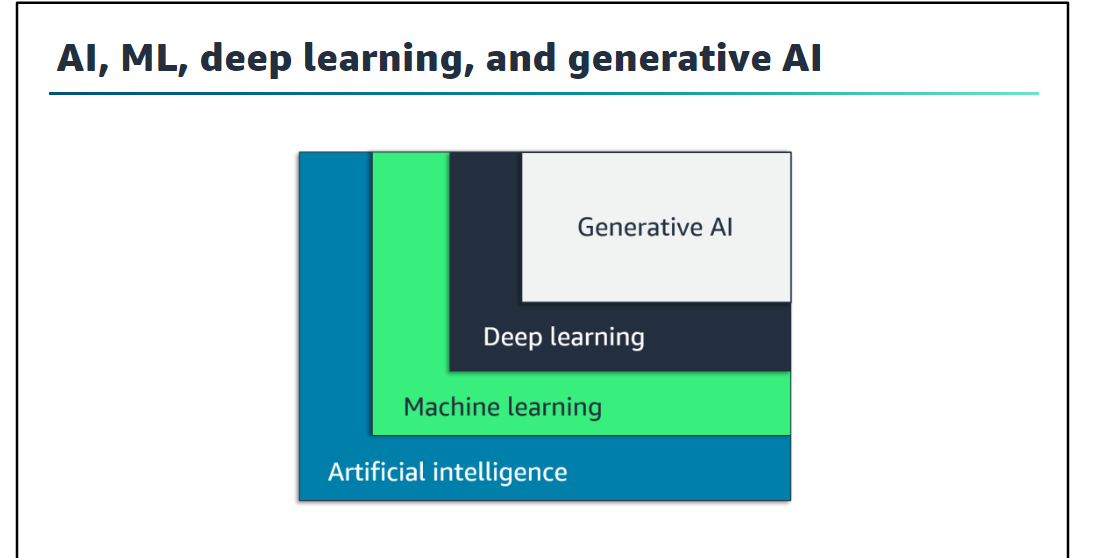 AI, ML, deep learning, and generative AI
Generative AI
Deep learning
Machine learning
Artificial intelligence